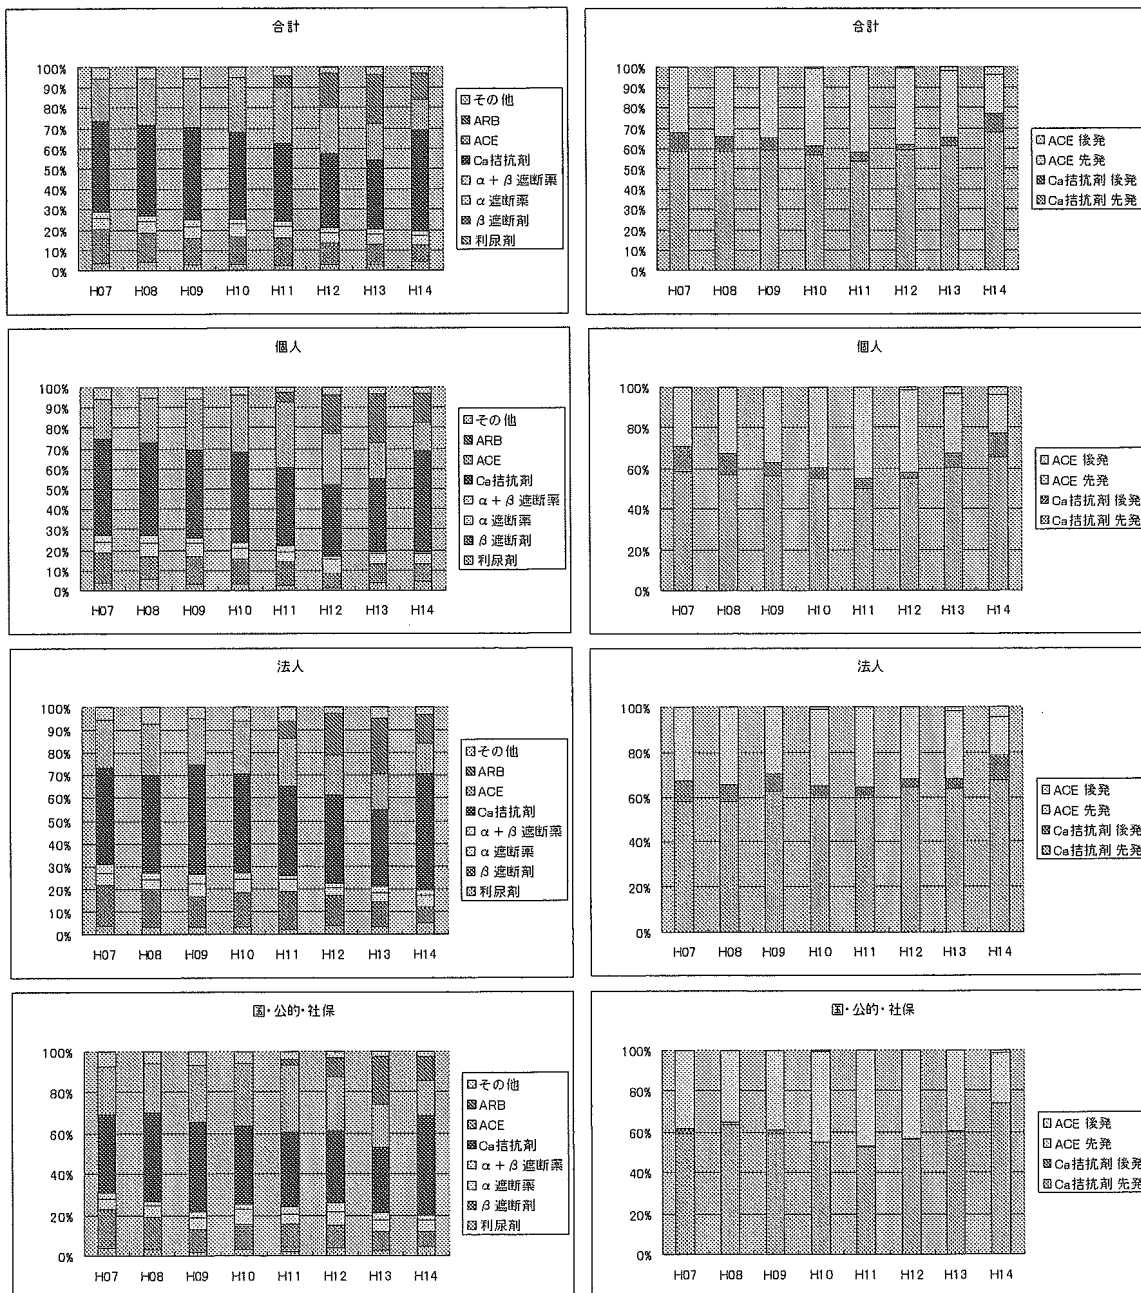 合計
100%
90%
80%
70%
60%
50%
40%
30%
20%
10%
0%
H07 H08 H09 H10 H11 H12 H13 H14
その他
ARB
ACE
Ca拮抗剤
α+β遮断薬
α遮断薬
β遮断剤
利尿剤
合計
100%
90%
80%
70%
60%
50%
40%
30%
20%
10%
0%
H07 H08 H09 H10 H11 H12 H13 H14
ACE 後発
ACE 先発
Ca拮抗剤 後発
Ca拮抗剤 先発
個人
100%
90%
80%
70%
60%
50%
40%
30%
20%
10%
0%
H07 H08 H09 H10 H11 H12 H13 H14
その他
ARB
ACE
Ca拮抗剤
α+β遮断薬
α遮断薬
β遮断剤
利尿剤
個人
100%
80%
60%
40%
20%
0%
H07 H08 H09 H10 H11 H12 H13 H14
ACE 後発
ACE 先発
Ca拮抗剤 後発
Ca拮抗剤 先発
法人
100%
90%
80%
70%
60%
50%
40%
30%
20%
10%
0%
H07 H08 H09 H10 H11 H12 H13 H14
その他
ARB
ACE
Ca拮抗剤
α+β遮断薬
α遮断薬
β遮断剤
利尿剤
法人
100%
80%
60%
40%
20%
0%
H07 H08 H09 H10 H11 H12 H13 H14
ACE 後発
ACE 先発
Ca拮抗剤 後発
Ca拮抗剤 先発
国・公的・社保
100%
80%
60%
40%
20%
0%
H07 H08 H09 H10 H11 H12 H13 H14
その他
ARB
ACE
Ca拮抗剤
α+β遮断薬
α遮断薬
β遮断剤
利尿剤
国・公的・社保
100%
80%
60%
40%
20%
0%
H07 H08 H09 H10 H11 H12 H13 H14
ACE 後発
ACE 先発
Ca拮抗剤 後発
Ca拮抗剤 先発